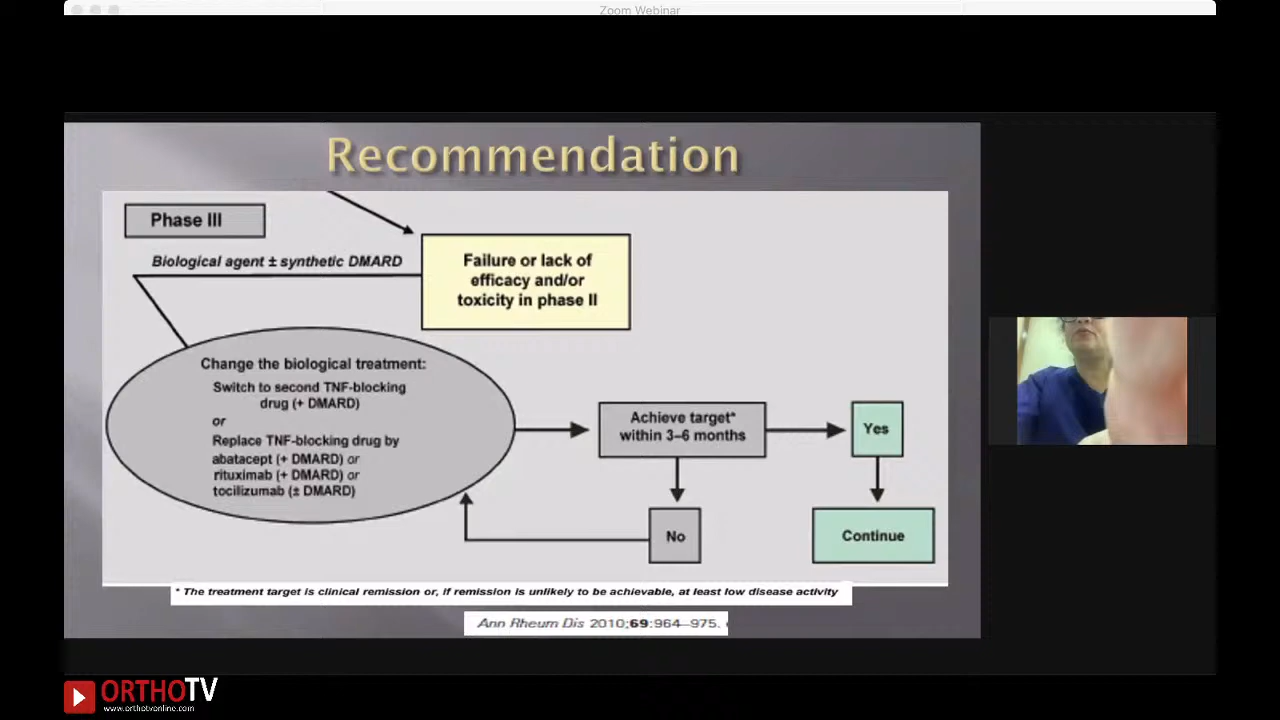 Zoom Webinar
Recommendation
Phase III
Biological agent ± synthetic DMARD
Failure or lack of
efficacy and/or
toxicity in phase II
Change the biological treatment:
Switch to second TNF-blocking
drug (+ DMARD)
or
Replace TNF-blocking drug by
abatacept (+ DMARD) or
rituximab (+ DMARD) or
tocilizumab (± DMARD)
Achieve target*
within 3–6 months
Yes
No
Continue
* The treatment target is clinical remission or, if remission is unlikely to be achievable, at least low disease activity
Ann Rheum Dis 2010;69:964–975.
ORTHOTV
www.orthotvonline.com